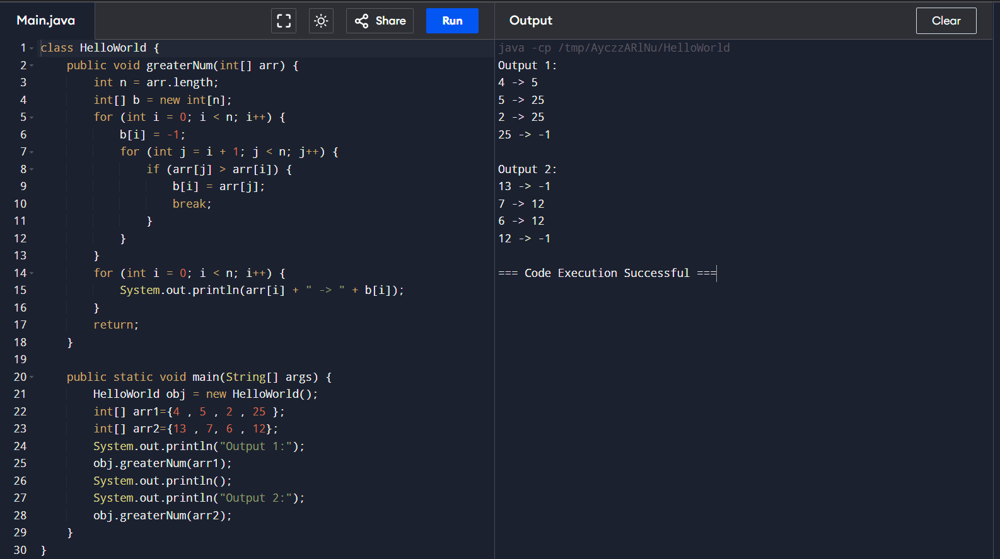 Main.java
Share
Run
Output
Clear
1 class HelloWorld {
2     public void greaterNum(int[] arr) {
3         int n = arr.length;
4         int[] b = new int[n];
5         for (int i = 0; i < n; i++) {
6             b[i] = -1;
7             for (int j = i + 1; j < n; j++) {
8                 if (arr[j] > arr[i]) {
9                     b[i] = arr[j];
10                     break;
11                 }
12             }
13         }
14         for (int i = 0; i < n; i++) {
15             System.out.println(arr[i] + " -> " + b[i]);
16         }
17         return;
18     }
19
20     public static void main(String[] args) {
21         HelloWorld obj = new HelloWorld();
22         int[] arr1={4 , 5 , 2 , 25 };
23         int[] arr2={13 , 7, 6 , 12};
24         System.out.println("Output 1:");
25         obj.greaterNum(arr1);
26         System.out.println();
27         System.out.println("Output 2:");
28         obj.greaterNum(arr2);
29     }
30 }
java -cp /tmp/AyczzARlNu/HelloWorld
Output 1:
4 -> 5
5 -> 25
2 -> 25
25 -> -1
Output 2:
13 -> -1
7 -> 12
6 -> 12
12 -> -1
=== Code Execution Successful ===